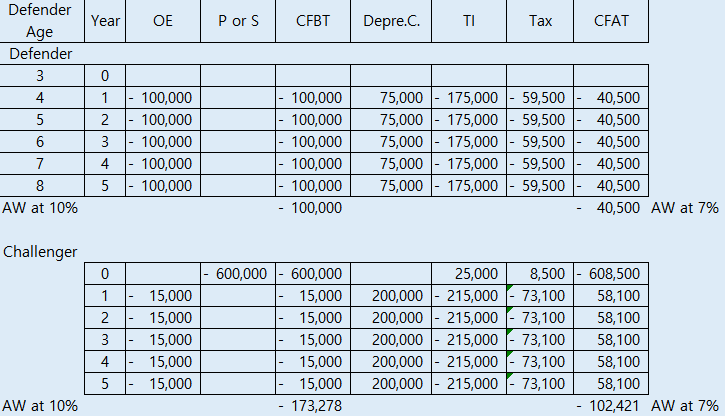 Defender Age Year OE P or S CFBT Depre.C. TI Tax CFAT
Defender
3 0
4 1 - 100,000 - 100,000 75,000 - 175,000 - 59,500 - 40,500
5 2 - 100,000 - 100,000 75,000 - 175,000 - 59,500 - 40,500
6 3 - 100,000 - 100,000 75,000 - 175,000 - 59,500 - 40,500
7 4 - 100,000 - 100,000 75,000 - 175,000 - 59,500 - 40,500
8 5 - 100,000 - 100,000 75,000 - 175,000 - 59,500 - 40,500
AW at 10% - 100,000 - 40,500 AW at 7%
Challenger
0 - 600,000 - 600,000 25,000 8,500 - 608,500
1 - 15,000 - 15,000 200,000 - 215,000 - 73,100 58,100
2 - 15,000 - 15,000 200,000 - 215,000 - 73,100 58,100
3 - 15,000 - 15,000 200,000 - 215,000 - 73,100 58,100
4 - 15,000 - 15,000 200,000 - 215,000 - 73,100 58,100
5 - 15,000 - 15,000 200,000 - 215,000 - 73,100 58,100
AW at 10% - 173,278 - 102,421 AW at 7%